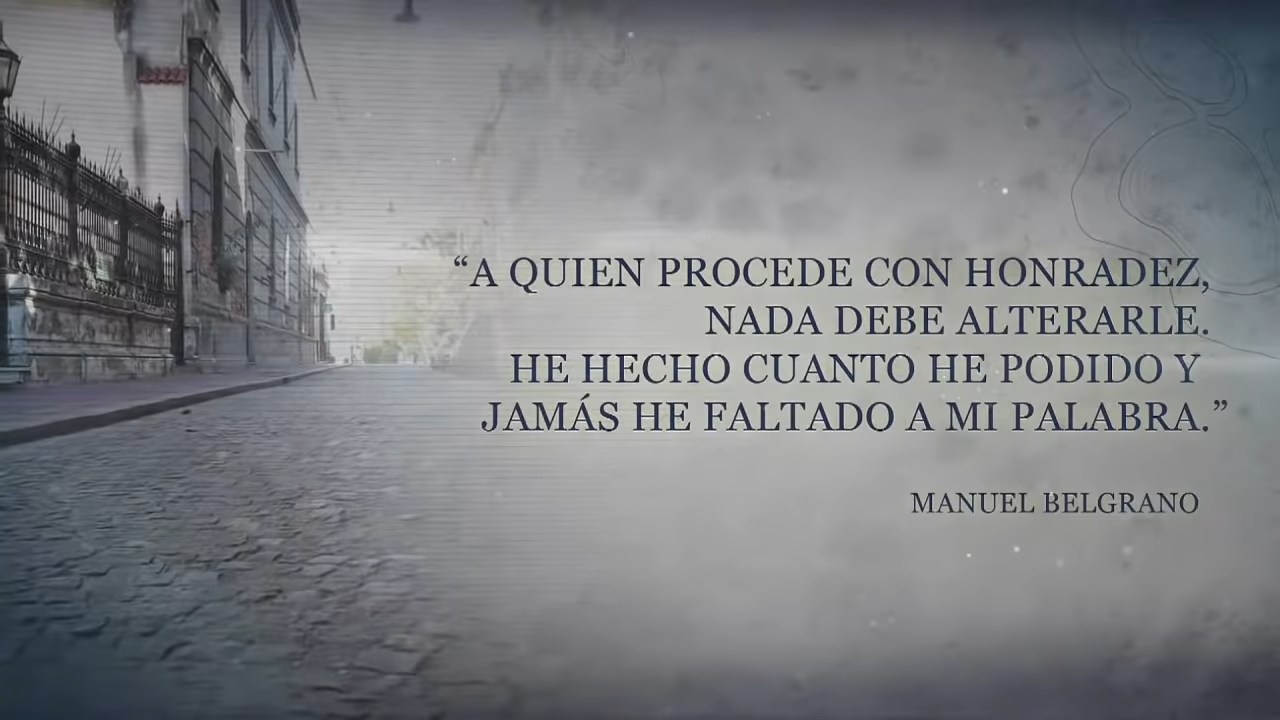 “A QUIEN PROCEDE CON HONRADEZ,
NADA DEBE ALTERARLE.
HE HECHO CUANTO HE PODIDO Y
JAMÁS HE FALTADO A MI PALABRA.”
MANUEL BELGRANO